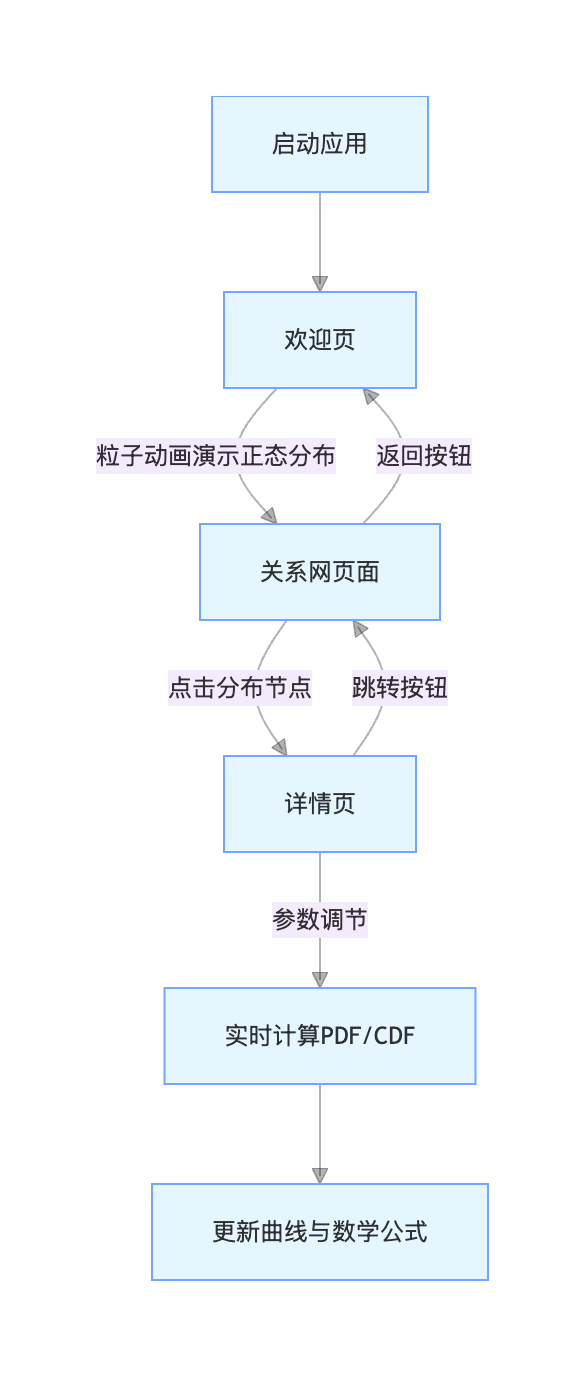 启动应用
欢迎页
粒子动画演示正态分布
返回按钮
关系网页面
点击分布节点
跳转按钮
详情页
参数调节
实时计算PDF/CDF
更新曲线与数学公式